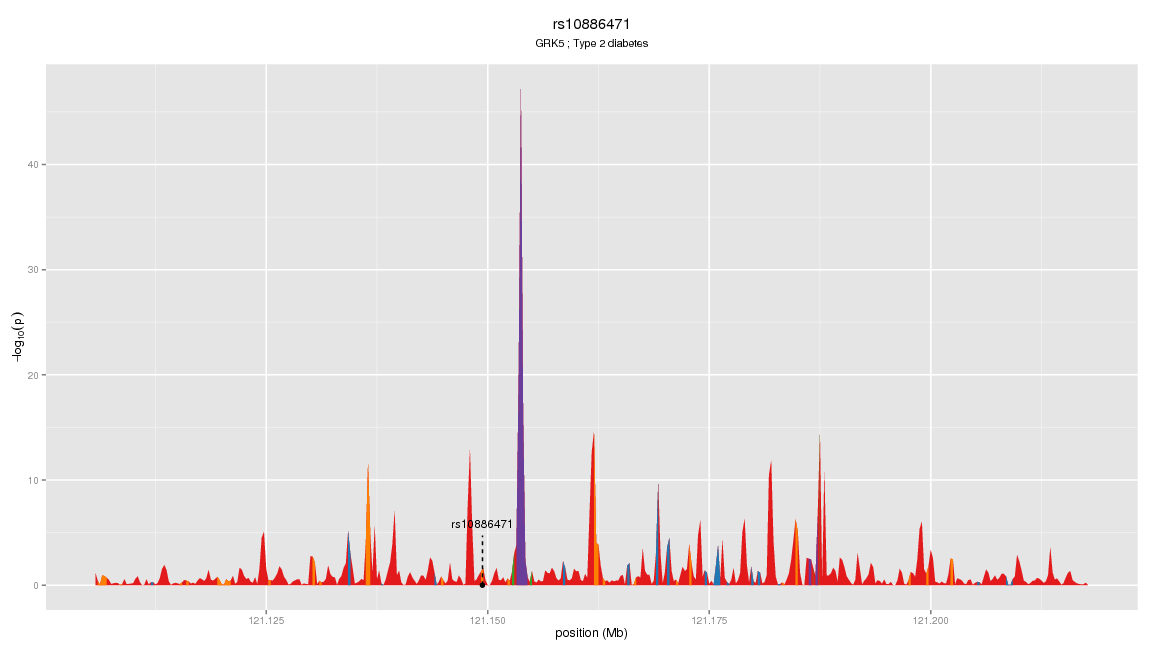 rs10886471
GRK5 ; Type 2 diabetes
40
30
20
10
0
−log10(p)
rs10886471
121.125
121.150
121.175
121.200
position (Mb)